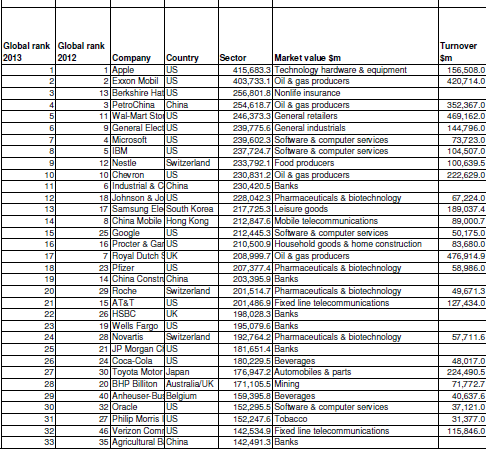 Global rank 2013 Global rank 2012 Company Country Sector Market value $m Turnover $m
1 1 Apple US 415,683.3 Technology hardware & equipment 156,508.0
2 2 Exxon Mobil US 403,733.1 Oil & gas producers 420,714.0
3 13 Berkshire Hat US 256,801.8 Nonlife insurance
4 3 PetroChina China 254,618.7 Oil & gas producers 352,367.0
5 11 Wal-Mart Sto US 246,373.3 General retailers 469,162.0
6 9 General Elect US 239,775.6 General industrials 144,796.0
7 4 Microsoft US 239,602.3 Software & computer services 73,723.0
8 5 IBM US 237,724.7 Software & computer services 104,507.0
9 12 Nestle Switzerland 233,792.1 Food producers 100,639.5
10 10 Chevron US 230,831.2 Oil & gas producers 222,629.0
11 6 Industrial & C China 230,420.5 Banks
12 18 Johnson & Jo US 228,042.3 Pharmaceuticals & biotechnology 67,224.0
13 17 Samsung Ele South Korea 217,725.3 Leisure goods 189,037.4
14 8 China Mobile Hong Kong 212,847.6 Mobile telecommunications 89,000.7
15 25 Google US 212,445.3 Software & computer services 50,175.0
16 16 Procter & Gar US 210,500.9 Household goods & home construction 83,680.0
17 7 Royal Dutch S UK 208,999.7 Oil & gas producers 476,914.9
18 23 Pfizer US 207,377.4 Pharmaceuticals & biotechnology 58,986.0
19 14 China Constru China 203,395.9 Banks
20 29 Roche Switzerland 201,514.7 Pharmaceuticals & biotechnology 49,671.3
21 15 AT&T US 201,486.9 Fixed line telecommunications 127,434.0
22 26 HSBC UK 198,028.3 Banks
23 19 Wells Fargo US 195,079.6 Banks
24 28 Novartis Switzerland 192,764.2 Pharmaceuticals & biotechnology 57,711.6
25 21 JP Morgan Ch US 181,651.4 Banks
26 24 Coca-Cola US 180,229.5 Beverages 48,017.0
27 30 Toyota Motor Japan 176,947.2 Automobiles & parts 224,490.5
28 20 BHP Billiton Australia/UK 171,105.5 Mining 71,772.7
29 40 Anheuser-Bus Belgium 159,395.8 Beverages 40,637.6
30 32 Oracle US 152,295.5 Software & computer services 37,121.0
31 27 Philip Morris I US 152,247.6 Tobacco 31,377.0
32 46 Verizon Comr US 142,534.9 Fixed line telecommunications 115,846.0
33 35 Agricultural B China 142,491.3 Banks